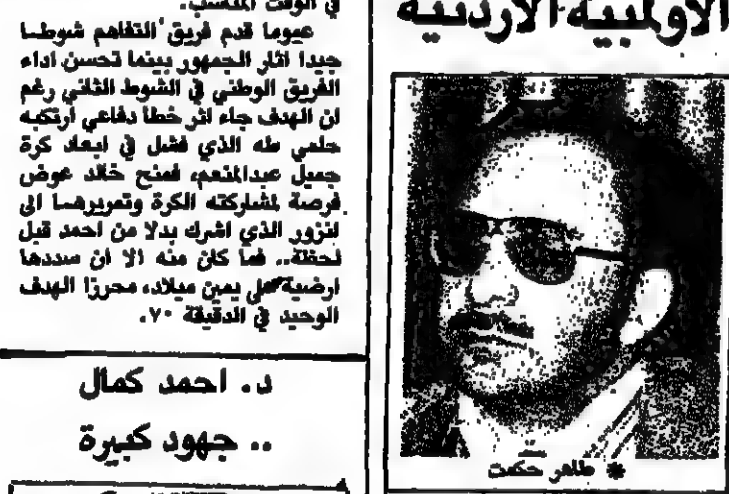 الاولمبية الاردنية
* طاهر حكمت
في الوقت المناسب.
عموما قدم فريق التفاهم شوطا
جيدا اثار الجمهور بينما تحسن اداء
الفريق الوطني في الشوط الثاني رغم
ان الهدف جاء اثر خطا دفاعي ارتكبه
حلمي طه الذي فشل في ابعاد كرة
جميل عبدالمنعم، فمنح خالد عوض
فرصة لمشاركته الكرة وتمريرهسا الى
لنزور الذي اشرك بدلا من احمد قبل
لحظة.. فما كان منه الا ان سددها
ارضية على يمين ميلاد، محرزا الهدف
الوحيد في الدقيقة ٧٠.
د. احمد كمال
.. جهود كبيرة